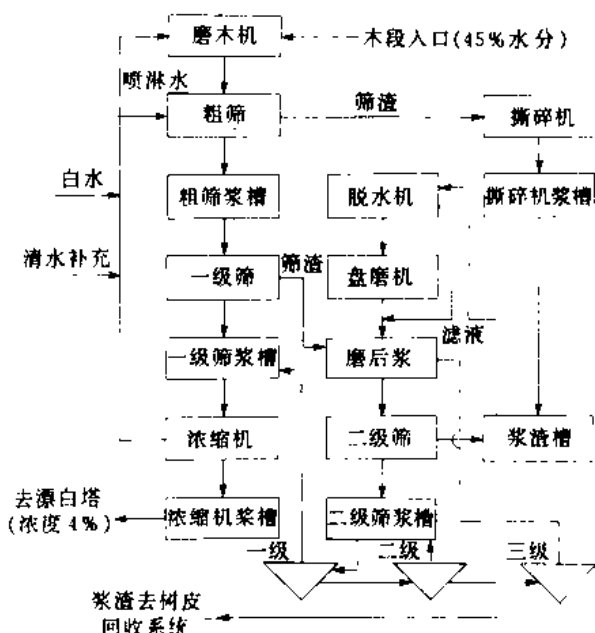 磨木机
木段入口(45%水分)
喷淋水
粗筛
筛渣
撕碎机
白水
粗筛浆槽
脱水机
撕碎机浆槽
清水补充
一级筛
筛渣
盘磨机
滤液
一级筛浆槽
磨后浆
浓缩机
二级筛
浆渣槽
去漂白塔
(浓度4%)
浓缩机浆槽
二级筛浆槽
一级
二级
三级
浆渣去树皮
回收系统